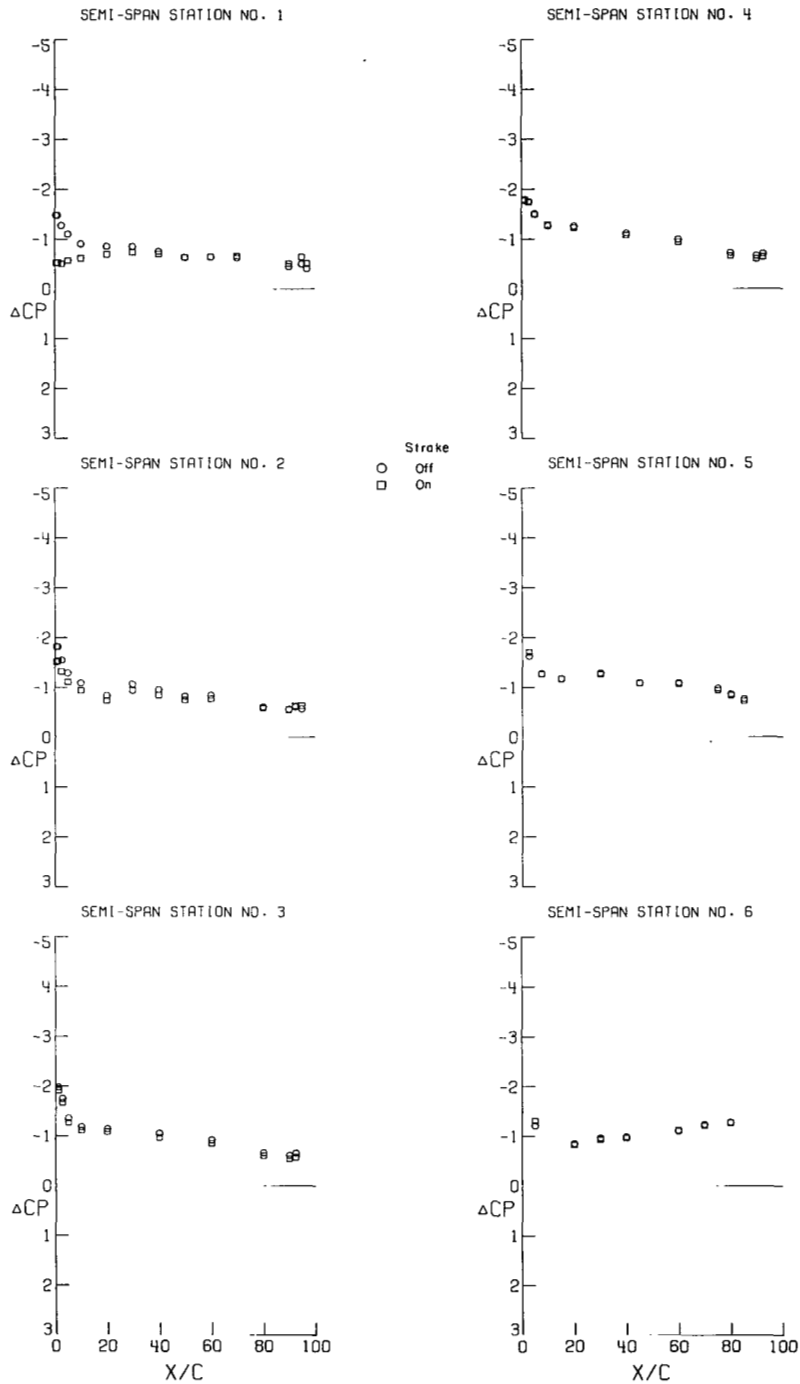 SEMI-SPAN STATION NO. 1
-5
-4
-3
-2
-1
0
ΔCP
1
2
3
SEMI-SPAN STATION NO. 4
-5
-4
-3
-2
-1
0
ΔCP
1
2
3
Strake
Off
On
SEMI-SPAN STATION NO. 2
-5
-4
-3
-2
-1
0
ΔCP
1
2
3
SEMI-SPAN STATION NO. 5
-5
-4
-3
-2
-1
0
ΔCP
1
2
3
SEMI-SPAN STATION NO. 3
-5
4
-3
-2
-1
0
ΔCP
1
2
3
0 20 40 60 80 100
X/C
SEMI-SPAN STATION NO. 6
-5
-4
-3
-2
-1
0
ΔCP
1
2
3
0 20 40 60 80 100
X/C